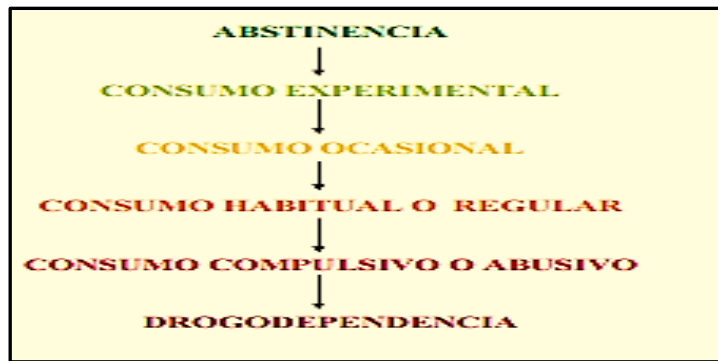 ABSTINENCIA
CONSUMO EXPERIMENTAL
CONSUMO OCASIONAL
CONSUMO HABITUAL O REGULAR
CONSUMO COMPULSIVO O ABUSIVO
DROGODEPENDENCIA